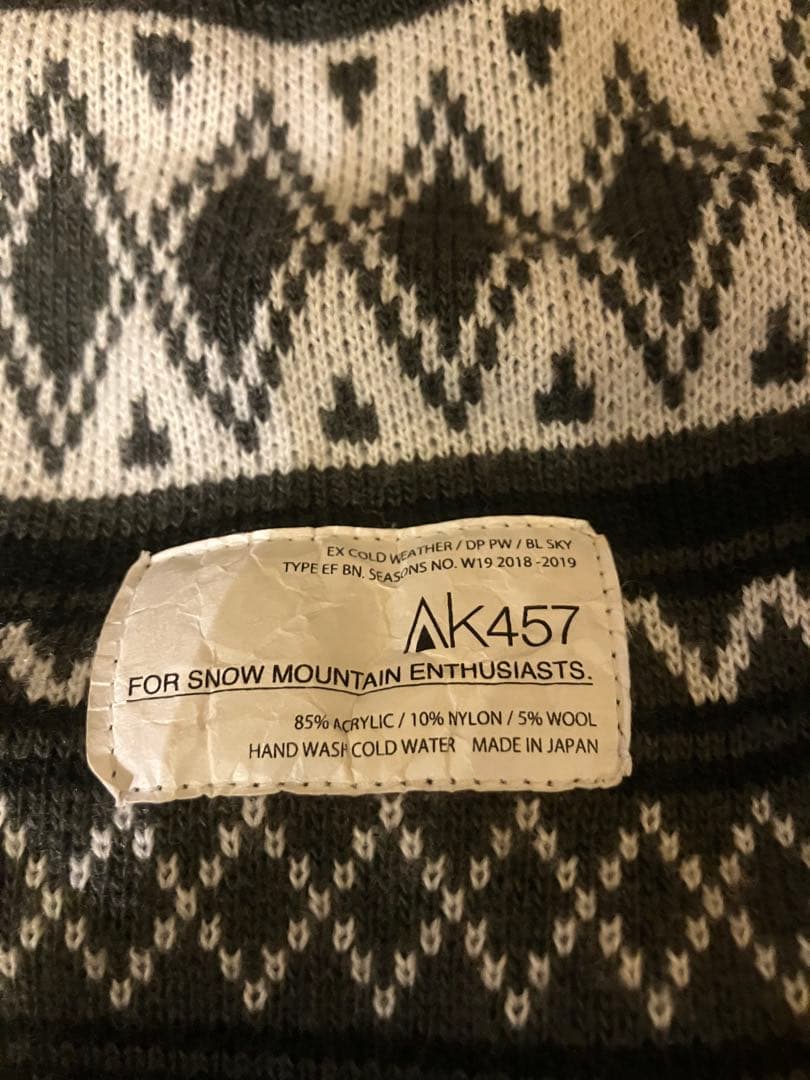 EX COLD WEATHER / DP PW / BL SKY
TYPE EF BN. SEASONS NO. W19 2018 -2019
AK457
FOR SNOW MOUNTAIN ENTHUSIASTS.
85% ACRYLIC / 10% NYLON / 5% WOOL
HAND WASH COLD WATER MADE IN JAPAN